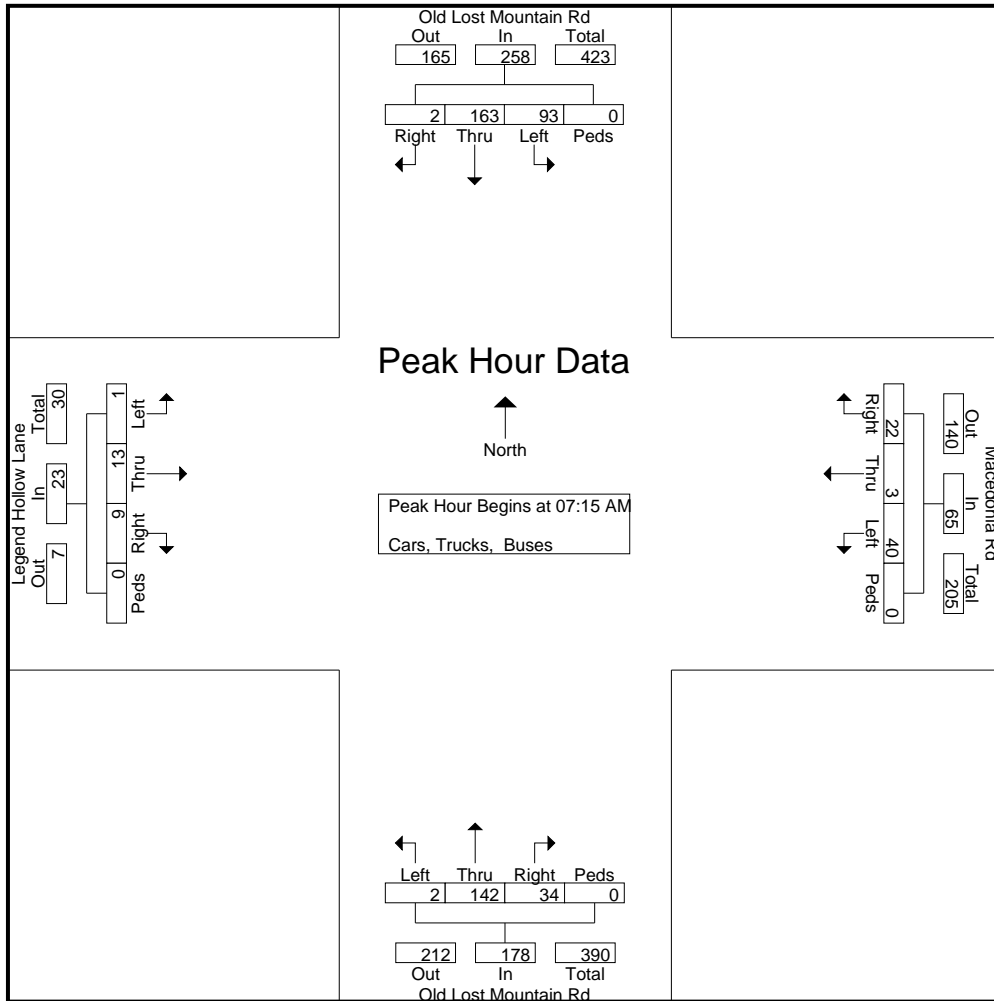 Old Lost Mountain Rd
Out In Total
165 258 423
2 163 93 0
Right Thru Left Peds
Peak Hour Data
North
Peak Hour Begins at 07:15 AM
Cars, Trucks, Buses
Legend Hollow Lane
Out In Total
7 23 30
1 13 9 0
Left Thru Right Peds
Macedonia Rd
Out In Total
140 65 205
22 3 40 0
Right Thru Left Peds
Left Thru Right Peds
2 142 34 0
212 178 390
Out In Total
Old Lost Mountain Rd